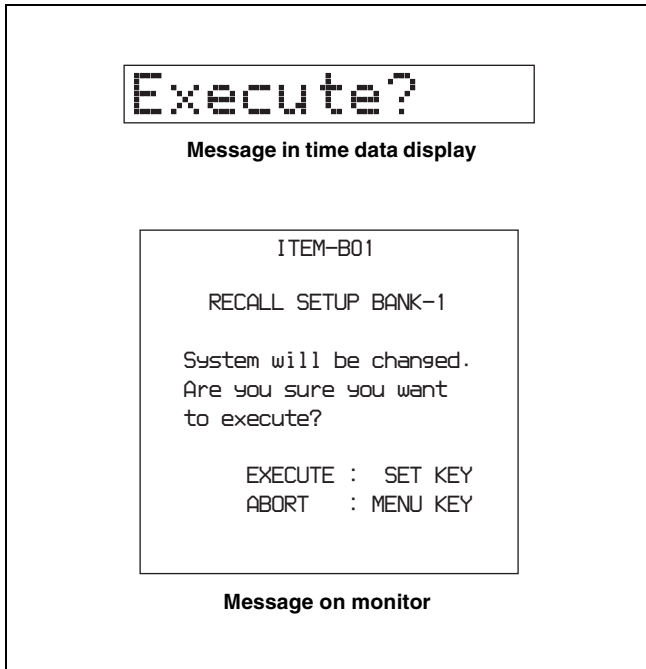 Execute?
Message in time data display
ITEM-B01
RECALL SETUP BANK-1
System will be changed.
Are you sure you want
to execute?
EXECUTE : SET KEY
ABORT : MENU KEY
Message on monitor